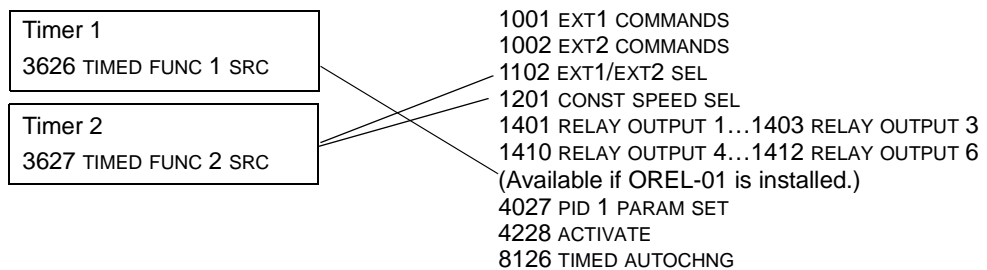 Timer 1
3626 TIMED FUNC 1 SRC
Timer 2
3627 TIMED FUNC 2 SRC
1001 EXT1 COMMANDS
1002 EXT2 COMMANDS
1102 EXT1/EXT2 SEL
1201 CONST SPEED SEL
1401 RELAY OUTPUT 1…1403 RELAY OUTPUT 3
1410 RELAY OUTPUT 4…1412 RELAY OUTPUT 6
(Available if OREL-01 is installed.)
4027 PID 1 PARAM SET
4228 ACTIVATE
8126 TIMED AUTOCHNG